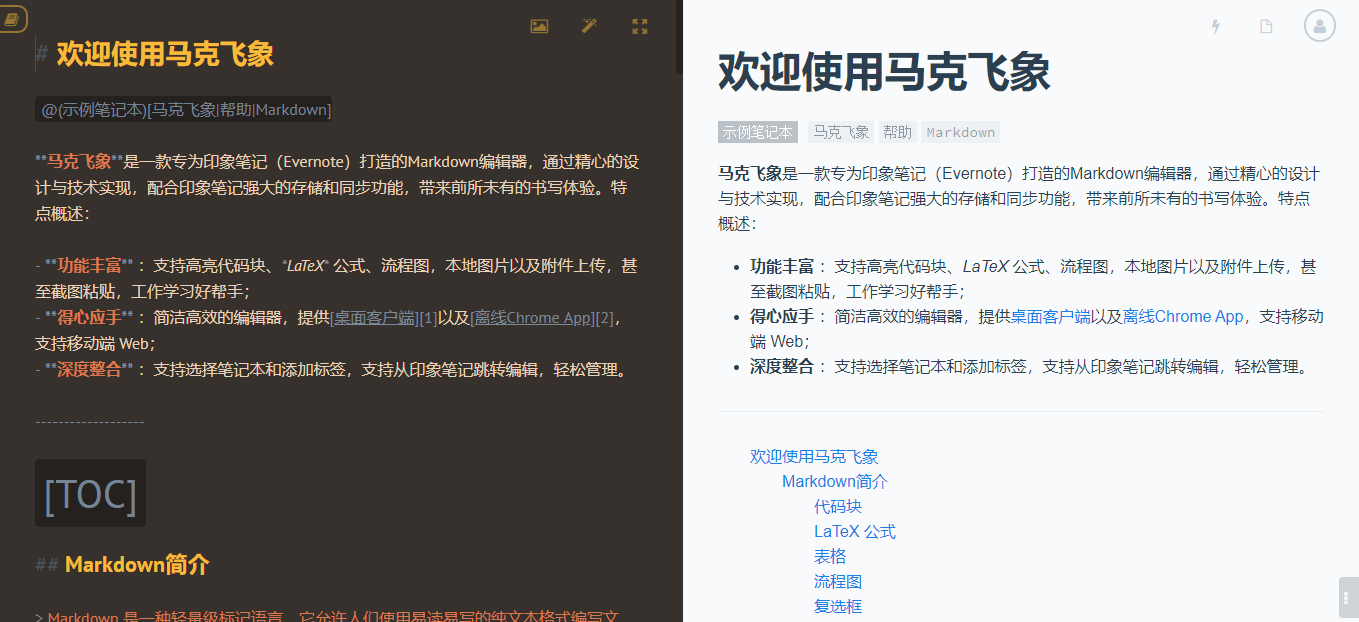 # 欢迎使用马克飞象
@(示例笔记本)[马克飞象|帮助|Markdown]
**马克飞象**是一款专为印象笔记（Evernote）打造的Markdown编辑器，通过精心的设
计与技术实现，配合印象笔记强大的存储和同步功能，带来前所未有的书写体验。特
点概述：
- **功能丰富** ：支持高亮代码块、*LaTeX* 公式、流程图，本地图片以及附件上传，甚
至截图粘贴，工作学习好帮手；
- **得心应手** ：简洁高效的编辑器，提供[桌面客户端][1]以及[离线Chrome App][2]，
支持移动端 Web；
- **深度整合** ：支持选择笔记本和添加标签，支持从印象笔记跳转编辑，轻松管理。
-------------------
[TOC]
## Markdown简介
> Markdown 是一种轻量级标记语言，它允许人们使用易读易写的纯文本格式编写文
欢迎使用马克飞象
示例笔记本 马克飞象 帮助 Markdown
马克飞象是一款专为印象笔记（Evernote）打造的Markdown编辑器，通过精心的设计
与技术实现，配合印象笔记强大的存储和同步功能，带来前所未有的书写体验。特点
概述：
• 功能丰富 ：支持高亮代码块、LaTeX 公式、流程图，本地图片以及附件上传，甚
至截图粘贴，工作学习好帮手；
• 得心应手 ：简洁高效的编辑器，提供桌面客户端以及离线Chrome App，支持移动
端 Web；
• 深度整合 ：支持选择笔记本和添加标签，支持从印象笔记跳转编辑，轻松管理。
欢迎使用马克飞象
Markdown简介
代码块
LaTeX 公式
表格
流程图
复选框